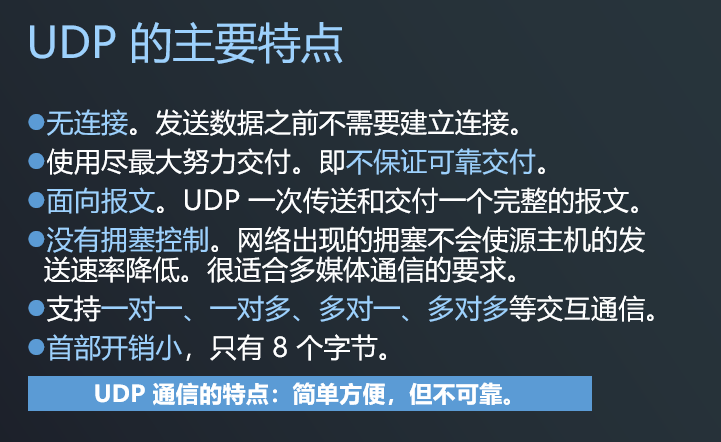 UDP 的主要特点
●无连接。发送数据之前不需要建立连接。
●使用尽最大努力交付。即不保证可靠交付。
●面向报文。UDP 一次传送和交付一个完整的报文。
●没有拥塞控制。网络出现的拥塞不会使源主机的发
送速率降低。很适合多媒体通信的要求。
●支持一对一、一对多、多对一、多对多等交互通信。
●首部开销小，只有 8 个字节。
UDP 通信的特点：简单方便，但不可靠。